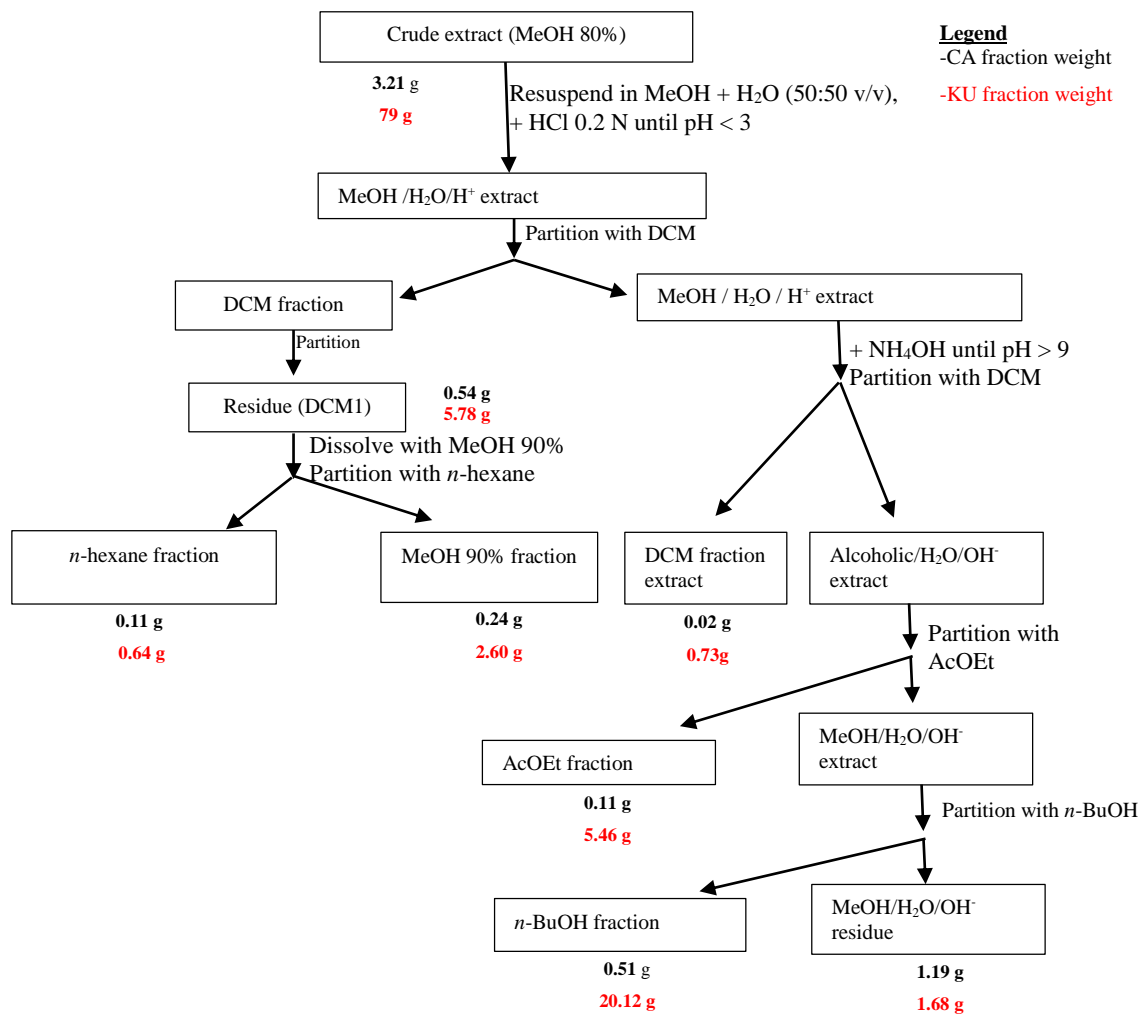 Crude extract (MeOH 80%)
Legend
-CA fraction weight
-KU fraction weight
3.21 g
79 g
Resuspend in MeOH + H₂O (50:50 v/v),
+ HCl 0.2 N until pH < 3
MeOH /H₂O/H⁺ extract
Partition with DCM
DCM fraction
MeOH / H₂O / H⁺ extract
Partition
+ NH₄OH until pH > 9
Partition with DCM
Residue (DCM1)
0.54 g
5.78 g
Dissolve with MeOH 90%
Partition with n-hexane
n-hexane fraction
0.11 g
0.64 g
MeOH 90% fraction
0.24 g
2.60 g
DCM fraction
extract
0.02 g
0.73g
Alcoholic/H₂O/OH⁻
extract
Partition with
AcOEt
AcOEt fraction
0.11 g
5.46 g
MeOH/H₂O/OH⁻
extract
Partition with n-BuOH
n-BuOH fraction
0.51 g
20.12 g
MeOH/H₂O/OH⁻
residue
1.19 g
1.68 g